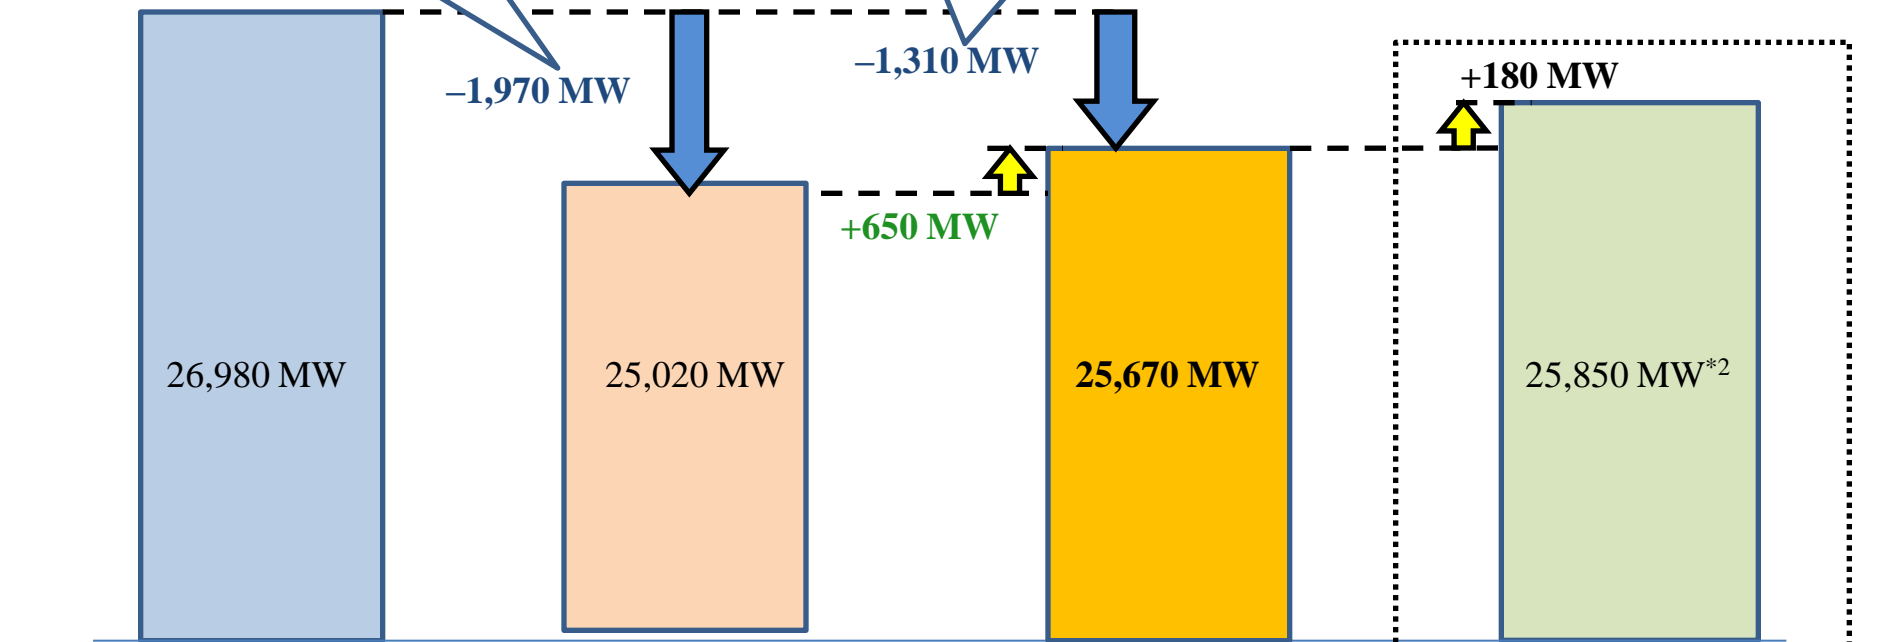 –1,310 MW
–1,970 MW
+180 MW
+650 MW
26,980 MW
25,020 MW
25,670 MW
25,850 MW*2